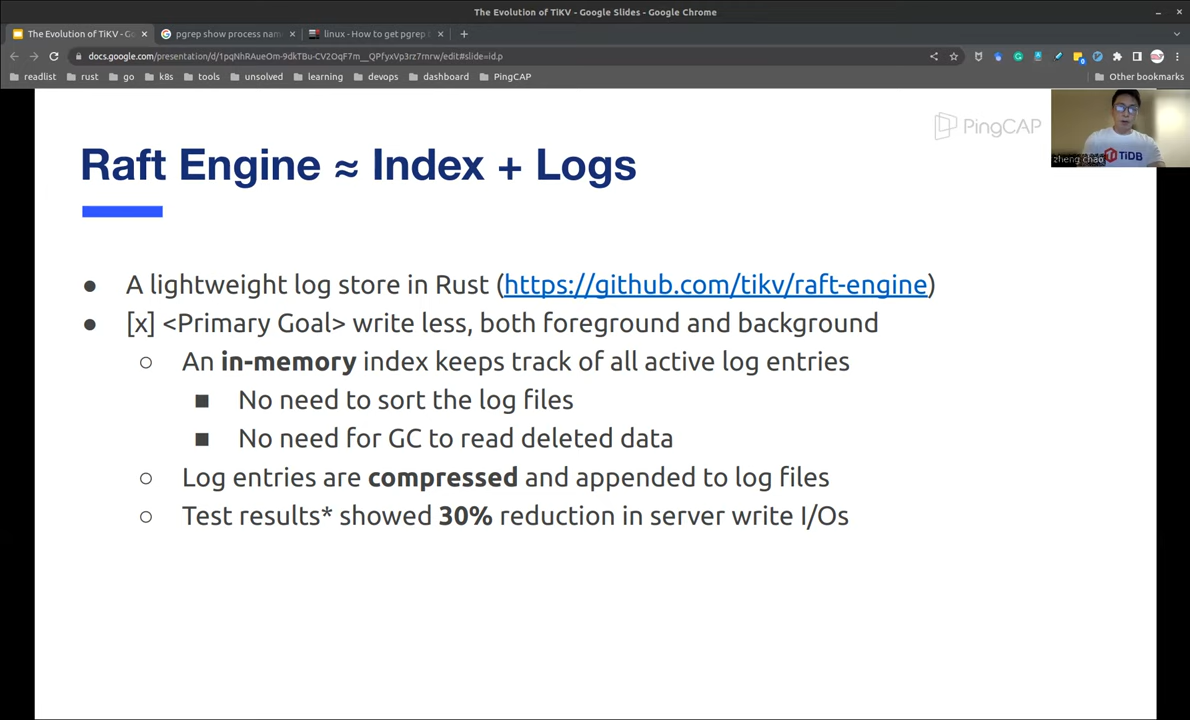 The Evolution of TiKV - Google Slides - Google Chrome
The Evolution of TiKV - Go
pgrep show process nam
linux - How to get pgrep t
docs.google.com/presentation/d/1pqNhRAueOm-9dkTBu-CV2OqF7m__QPfyxVp3rz7mrw/edit#slide=id.p
readlist rust go k8s tools unsolved learning devops dashboard PingCAP Other bookmarks
PingCAP
TiDB
zheng chao
Raft Engine ≈ Index + Logs
● A lightweight log store in Rust (https://github.com/tikv/raft-engine)
● [x] <Primary Goal> write less, both foreground and background
○ An in-memory index keeps track of all active log entries
■ No need to sort the log files
■ No need for GC to read deleted data
○ Log entries are compressed and appended to log files
○ Test results* showed 30% reduction in server write I/Os